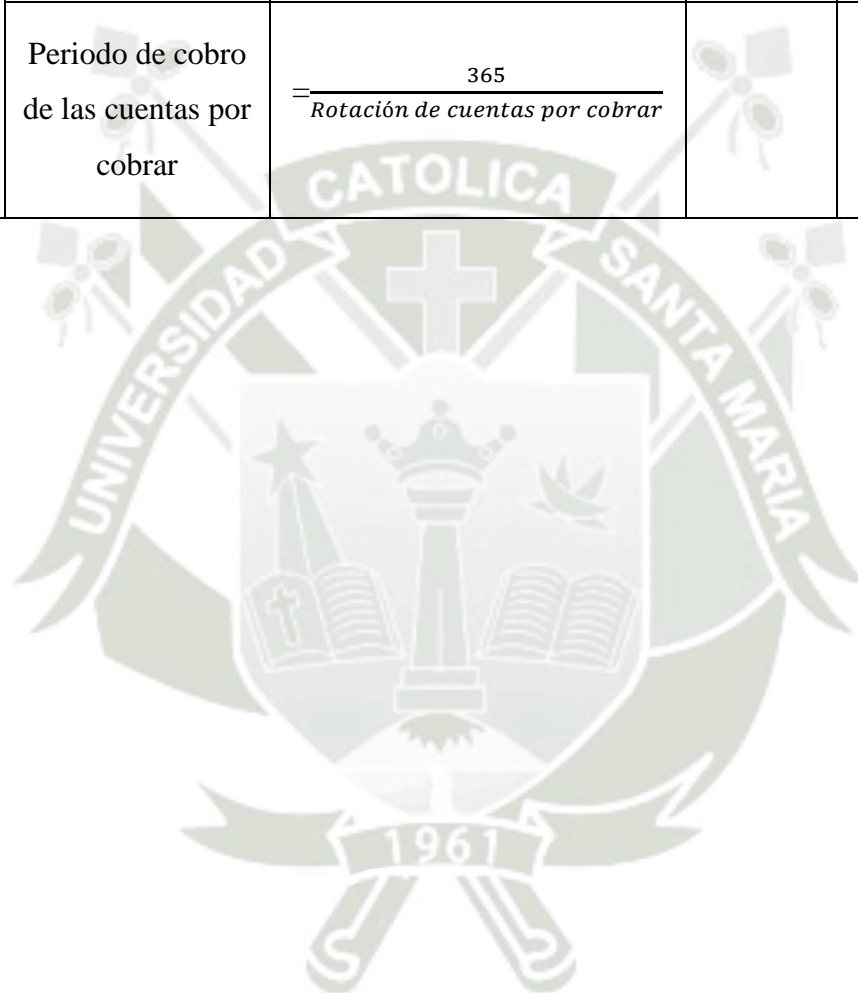 Periodo de cobro
de las cuentas por
cobrar
= 365 / Rotación de cuentas por cobrar
UNIVERSIDAD CATOLICA SANTA MARIA
1961